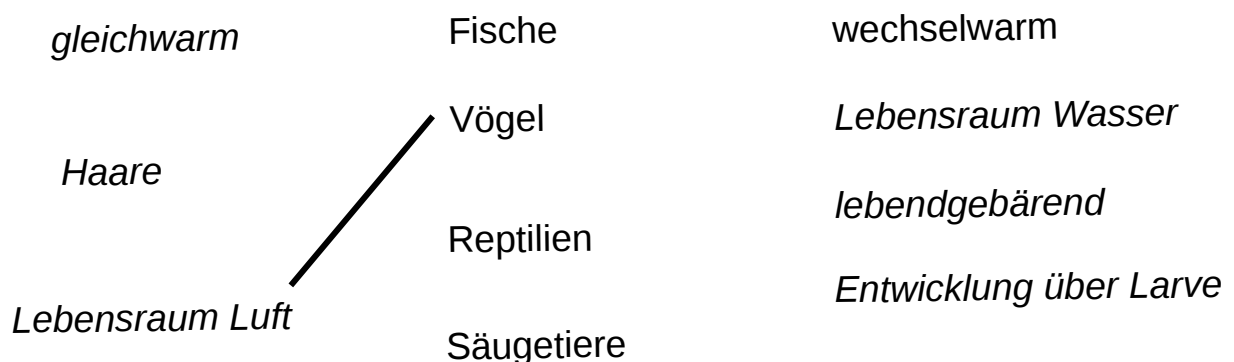 gleichwarm
Haare
Lebensraum Luft
Fische
Vögel
Reptilien
Säugetiere
wechselwarm
Lebensraum Wasser
lebendgebärend
Entwicklung über Larve